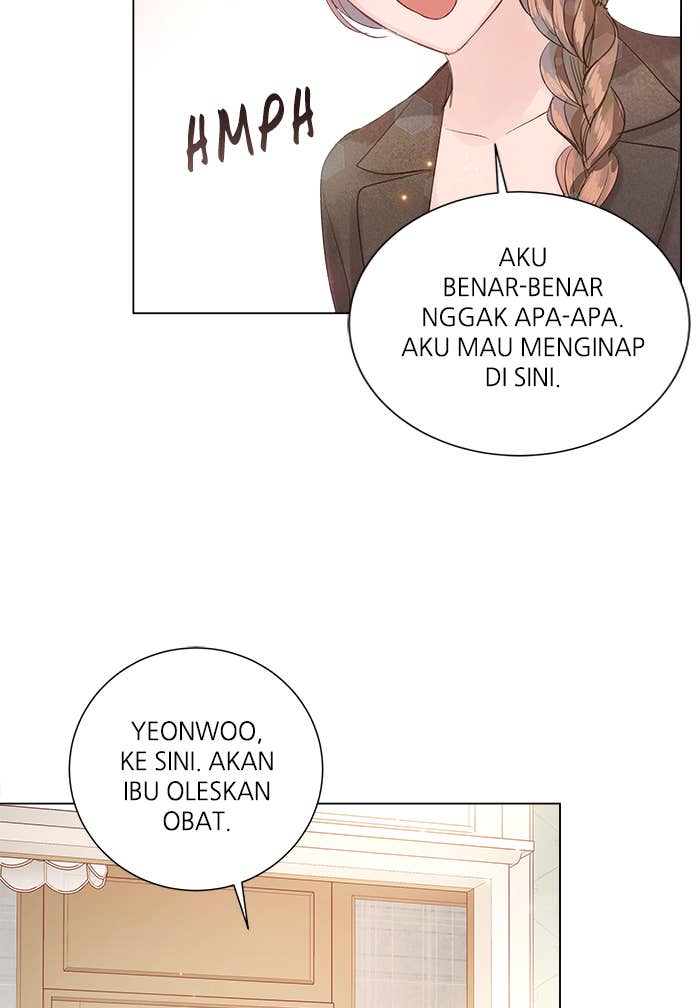 HMPH
AKU
BENAR-BENAR
NGGAK APA-APA.
AKU MAU MENGINAP
DI SINI.
YEONWOO,
KE SINI. AKAN
IBU OLESKAN
OBAT.